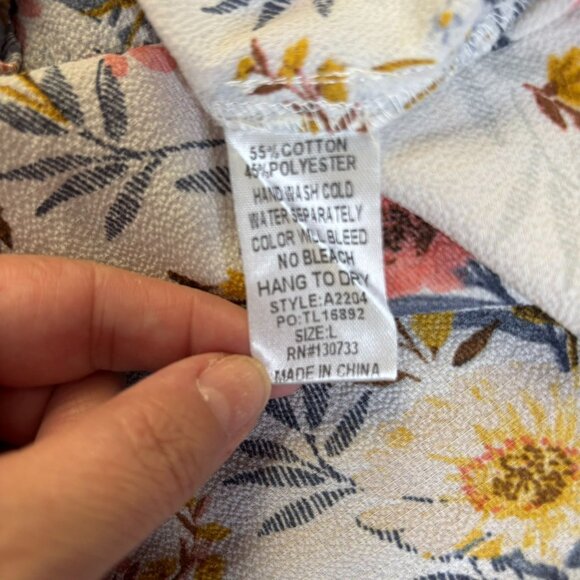 55% COTTON
45% POLYESTER
HAND WASH COLD
WATER SEPARATELY
COLOR WILL BLEED
NO BLEACH
HANG TO DRY
STYLE:A2204
PO:TL16892
SIZE:L
RN#130733
MADE IN CHINA